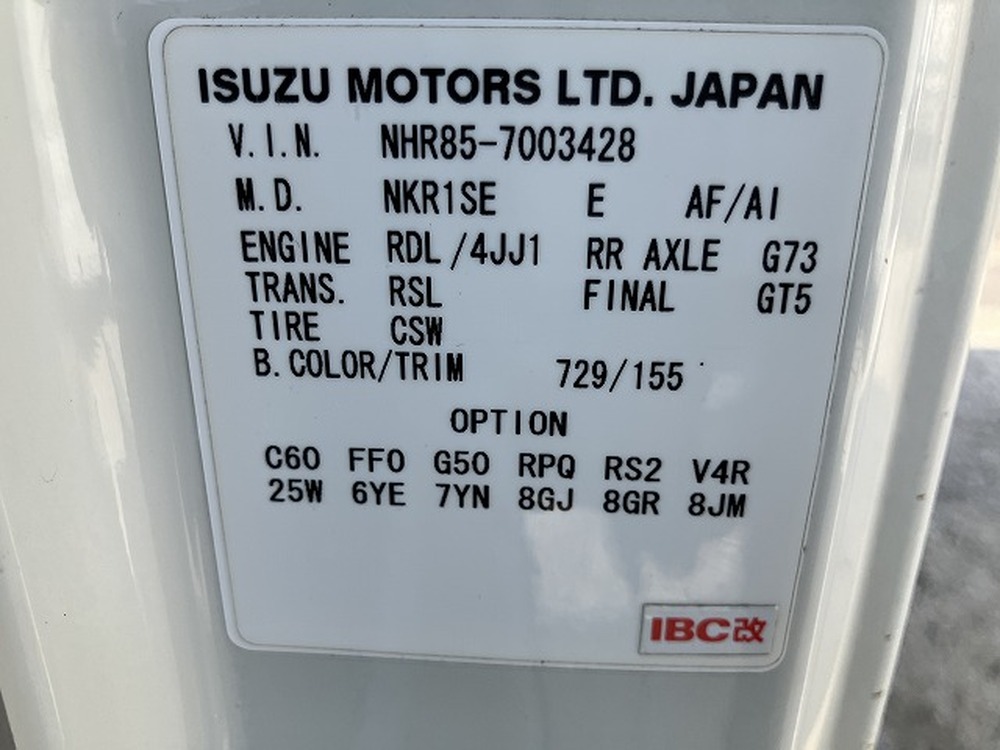 ISUZU MOTORS LTD. JAPAN
V.I.N. NHR85-7003428
M.D. NKR1SE E AF/AI
ENGINE RDL/4JJ1 RR AXLE G73
TRANS. RSL FINAL GT5
TIRE CSW
B.COLOR/TRIM 729/155
OPTION
C60 FF0 G50 RPQ RS2 V4R
25W 6YE 7YN 8GJ 8GR 8JM
IBC改